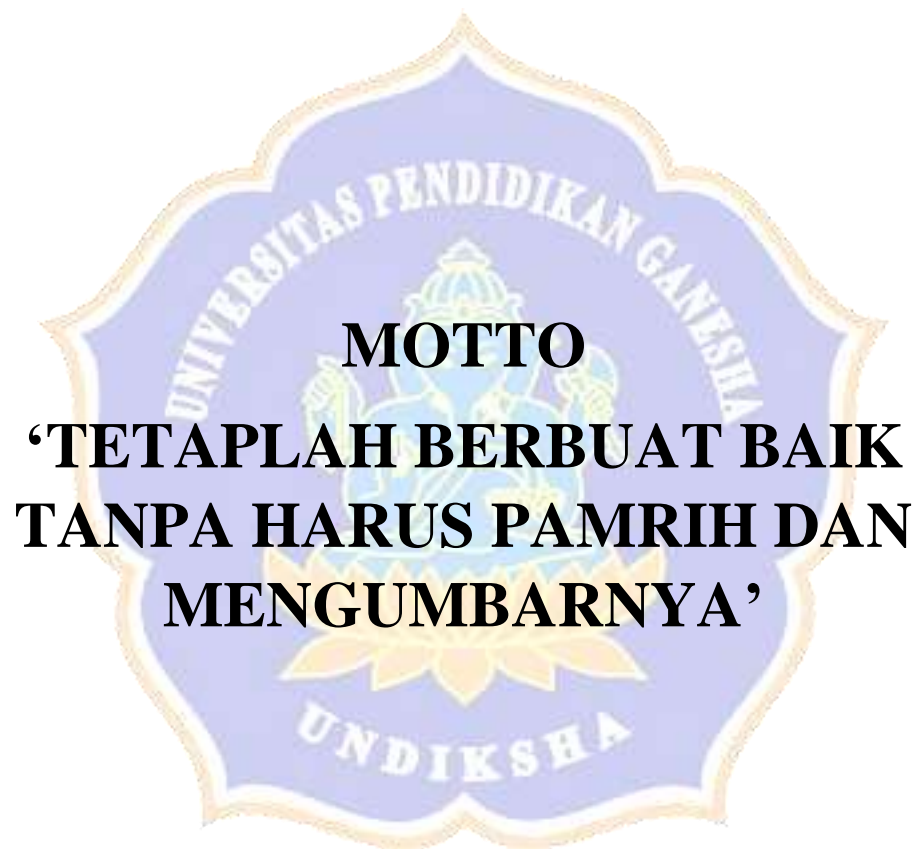 UNIVERSITAS PENDIDIKAN GANESHA
MOTTO
‘TETAPLAH BERBUAT BAIK
TANPA HARUS PAMRIH DAN
MENGUMBARNYA’
UNDIKSHA